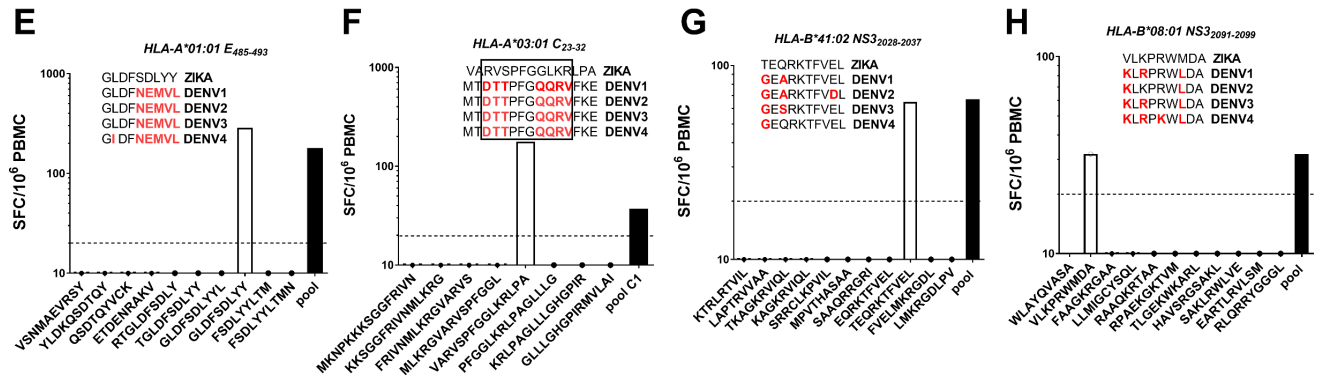 E
HLA-A*01:01 E485-493
GLDFSDLYY ZIKA
GLDFNEMVL DENV1
GLDFNEMVL DENV2
GLDFNEMVL DENV3
GIDFNEMVL DENV4
SFC/10^6 PBMC
1000
100
10
VSNMAEVRSY
YLDKQSDTQY
QSDTQYVCK
ETDENRAKV
RTGLDFSDLY
TGLDFSDLYY
GLDFSDLYYL
GLDFSDLYY
FSDLYYLTM
FSDLYYLTMN
pool
F
HLA-A*03:01 C23-32
VARVSPFGGLKRLPA ZIKA
MTDTTPFGQQRVFKE DENV1
MTDTTPFGQQRVFKE DENV2
MTDTTPFGQQRVFKE DENV3
MTDTTPFGQQRVFKE DENV4
SFC/10^6 PBMC
1000
100
10
MKNPKKKSGGFRIVN
KKSGGFRIVNMLKRG
FRIVNMLKRGVARVS
MLKRGVARVSPFGGL
VARVSPFGGLKRLPA
PFGGLKRLPAGLLLG
KRLPAGLLLGHGPIR
GLLLGHGPIRMVLAI
pool C1
G
HLA-B*41:02 NS32028-2037
TEQRKTFVEL ZIKA
GEARKTFVEL DENV1
GEARKTFVDL DENV2
GESRKTFVEL DENV3
GEQRKTFVEL DENV4
SFC/10^6 PBMC
100
10
KTRLRTVIL
LAPTRVVAA
TKAGKRVIQL
KAGKRVIQL
SRRCLKPVIL
MPVTHASAA
SAAQRRGRI
EQRKTFVEL
TEQRKTFVEL
FVELMKRGDL
LMKRGDLPV
pool
H
HLA-B*08:01 NS32091-2099
VLKPRWMDA ZIKA
KLRPRWLDA DENV1
KLKPRWLDA DENV2
KLRPRWLDA DENV3
KLRPKWLDA DENV4
SFC/10^6 PBMC
100
10
WLAYQVASA
VLKPRWMDA
FAAGKRGAA
LLMIGCYSQL
RAAQKRTAA
RPAEKGKTVM
TLGEKWKARL
HAVSRGSAKL
SAKLRWLVE
EARTLRVLSM
RLQRRYGGGL
pool